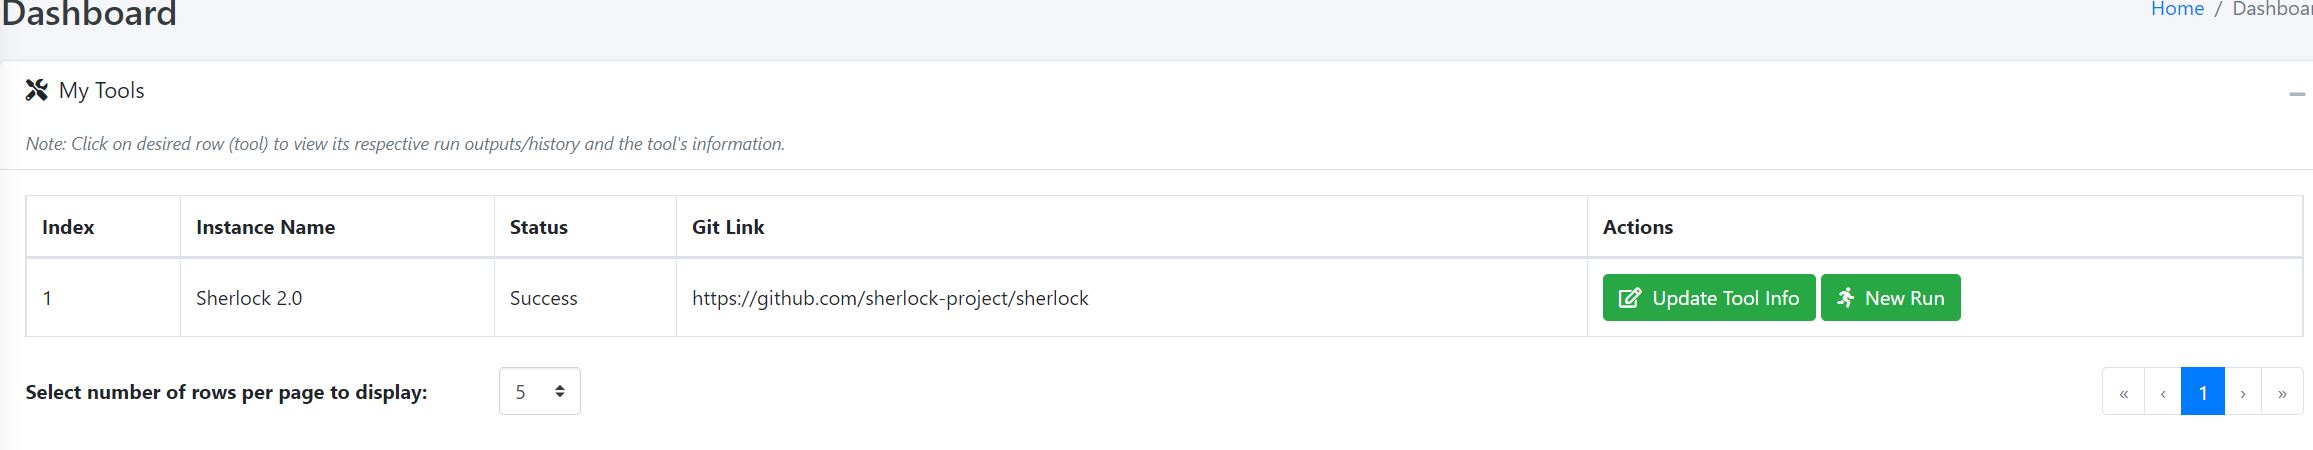 Dashboard
Home / Dashboar
My Tools
Note: Click on desired row (tool) to view its respective run outputs/history and the tool's information.
Index Instance Name Status Git Link Actions
1 Sherlock 2.0 Success https://github.com/sherlock-project/sherlock Update Tool Info New Run
Select number of rows per page to display: 5 « ‹ 1 › »